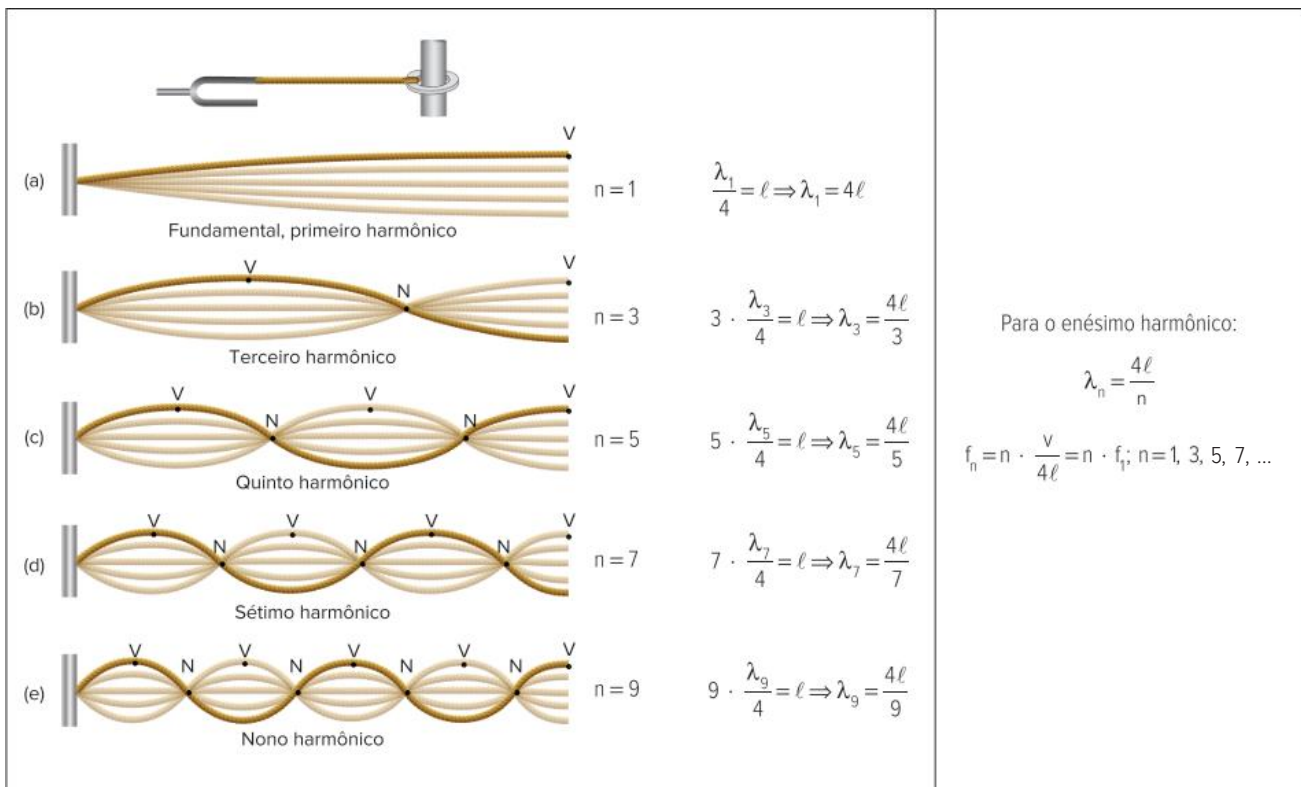 V
(a)
n = 1
λ₁/4 = ℓ ⇒ λ₁ = 4ℓ
Fundamental, primeiro harmônico
V
V
N
(b)
n = 3
3 · λ₃/4 = ℓ ⇒ λ₃ = 4ℓ/3
Terceiro harmônico
V
V
V
N
N
(c)
n = 5
5 · λ₅/4 = ℓ ⇒ λ₅ = 4ℓ/5
Quinto harmônico
V
V
V
V
N
N
N
(d)
n = 7
7 · λ₇/4 = ℓ ⇒ λ₇ = 4ℓ/7
Sétimo harmônico
V
N
V
N
V
N
V
N
V
(e)
n = 9
9 · λ₉/4 = ℓ ⇒ λ₉ = 4ℓ/9
Nono harmônico
Para o enésimo harmônico:
λₙ = 4ℓ/n
fₙ = n · v/4ℓ = n · f₁; n = 1, 3, 5, 7, ...